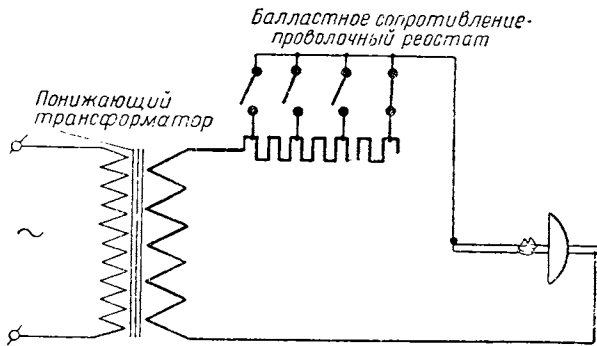 Балластное сопротивление-
проволочный реостат
Понижающий
трансформатор
~